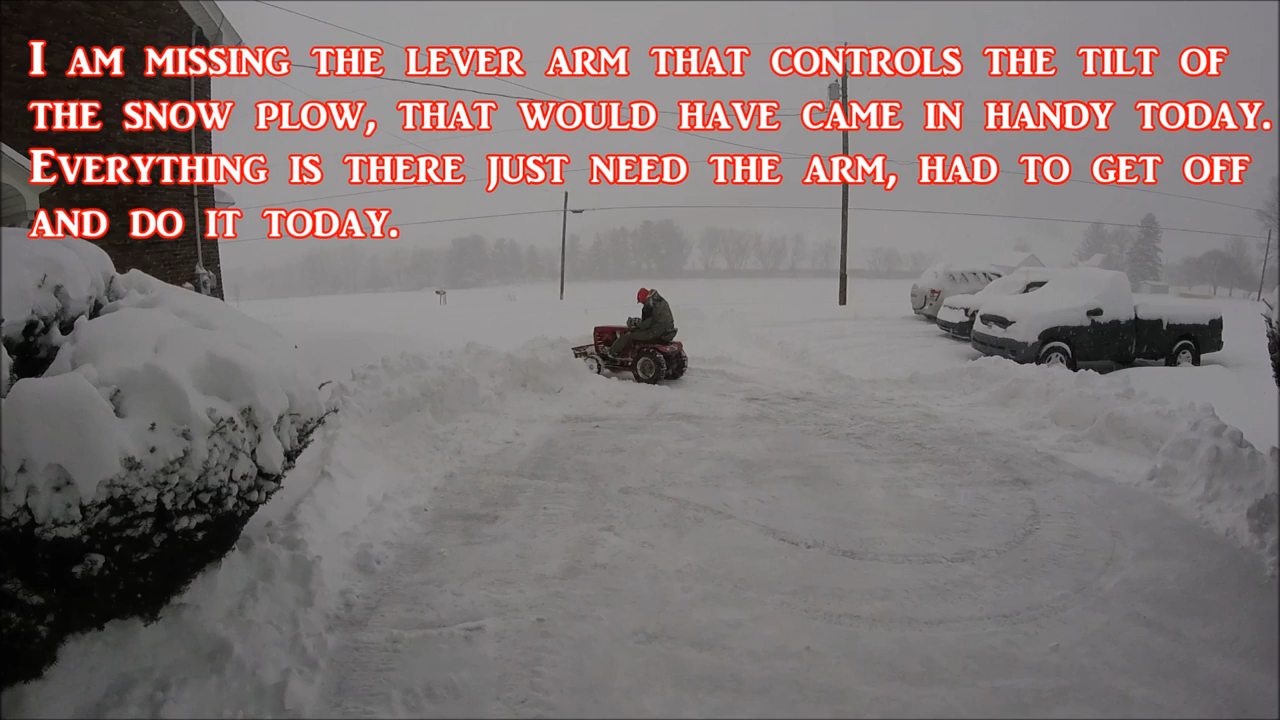 I am missing the lever arm that controls the tilt of
the snow plow, that would have came in handy today.
Everything is there just need the arm, had to get off
and do it today.